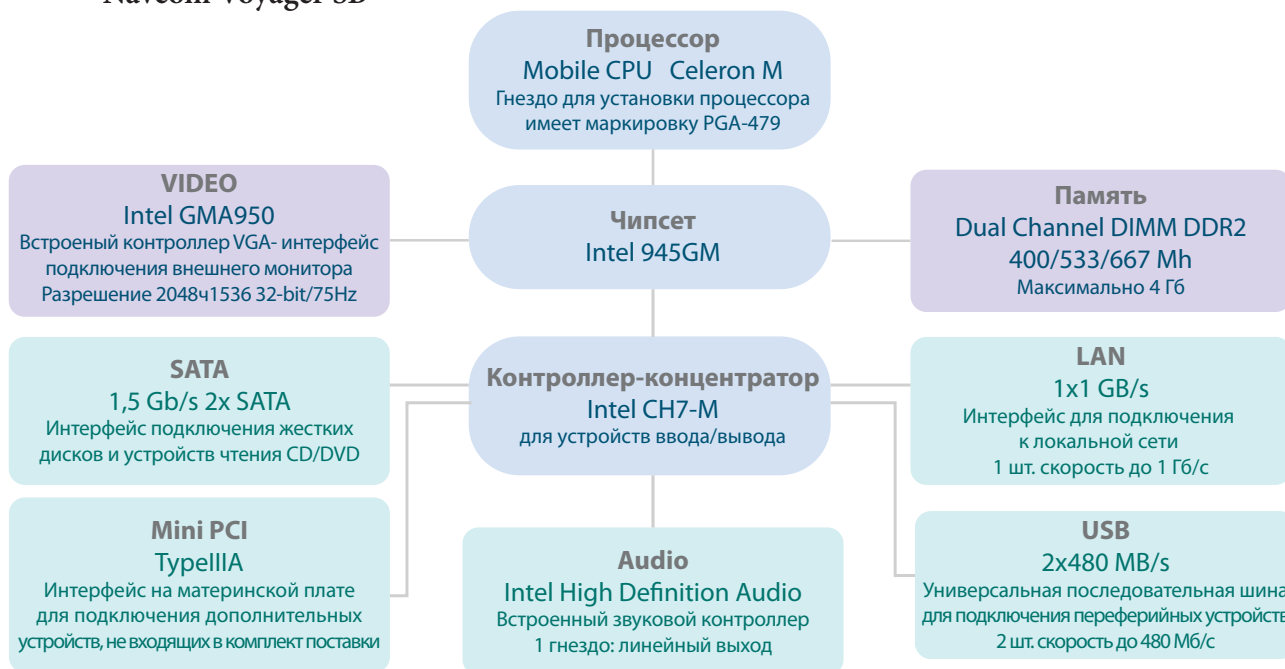 Navcom Voyager SD
Процессор
Mobile CPU Celeron M
Гнездо для установки процессора
имеет маркировку PGA-479
VIDEO
Intel GMA950
Встроеный контроллер VGA- интерфейс
подключения внешнего монитора
Разрешение 2048ч1536 32-bit/75Hz
Чипсет
Intel 945GM
Память
Dual Channel DIMM DDR2
400/533/667 Mh
Максимально 4 Гб
SATA
1,5 Gb/s 2x SATA
Интерфейс подключения жестких
дисков и устройств чтения CD/DVD
Контроллер-концентратор
Intel CH7-M
для устройств ввода/вывода
LAN
1x1 GB/s
Интерфейс для подключения
к локальной сети
1 шт. скорость до 1 Гб/с
Mini PCI
TypeIIIA
Интерфейс на материнской плате
для подключения дополнительных
устройств, не входящих в комплект поставки
Audio
Intel High Definition Audio
Встроенный звуковой контроллер
1 гнездо: линейный выход
USB
2x480 MB/s
Универсальная последовательная шина
для подключения переферийных устройств
2 шт. скорость до 480 Мб/с